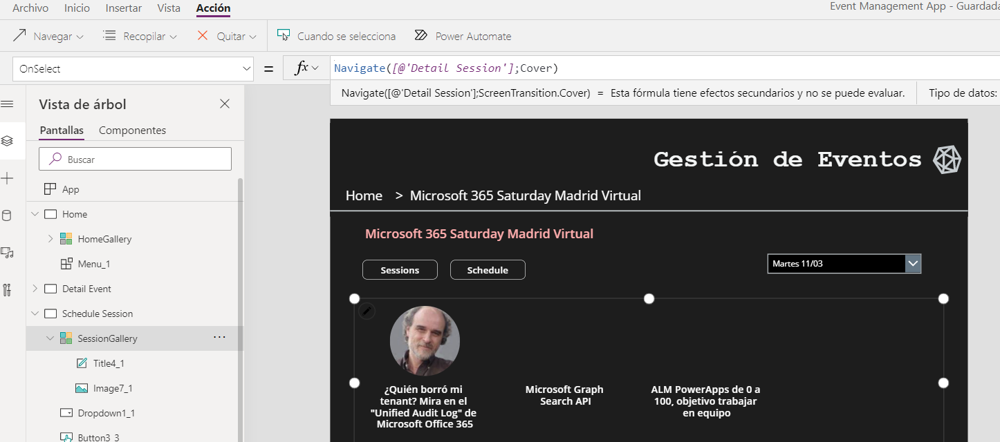 Archivo Inicio Insertar Vista Acción Event Management App - Guardada
Navegar Recopilar Quitar Cuando se selecciona Power Automate
OnSelect = fx Navigate([@'Detail Session'];Cover)
Navigate([@'Detail Session'];ScreenTransition.Cover) = Esta fórmula tiene efectos secundarios y no se puede evaluar. Tipo de datos:
Vista de árbol
Pantallas Componentes
Buscar
App
Home
HomeGallery
Menu_1
Detail Event
Schedule Session
SessionGallery ...
Title4_1
Image7_1
Dropdown1_1
Button3_3
Gestión de Eventos
Home > Microsoft 365 Saturday Madrid Virtual
Microsoft 365 Saturday Madrid Virtual
Sessions Schedule Martes 11/03
¿Quién borró mi
tenant? Mira en el
"Unified Audit Log" de
Microsoft Office 365
Microsoft Graph
Search API
ALM PowerApps de 0 a
100, objetivo trabajar
en equipo